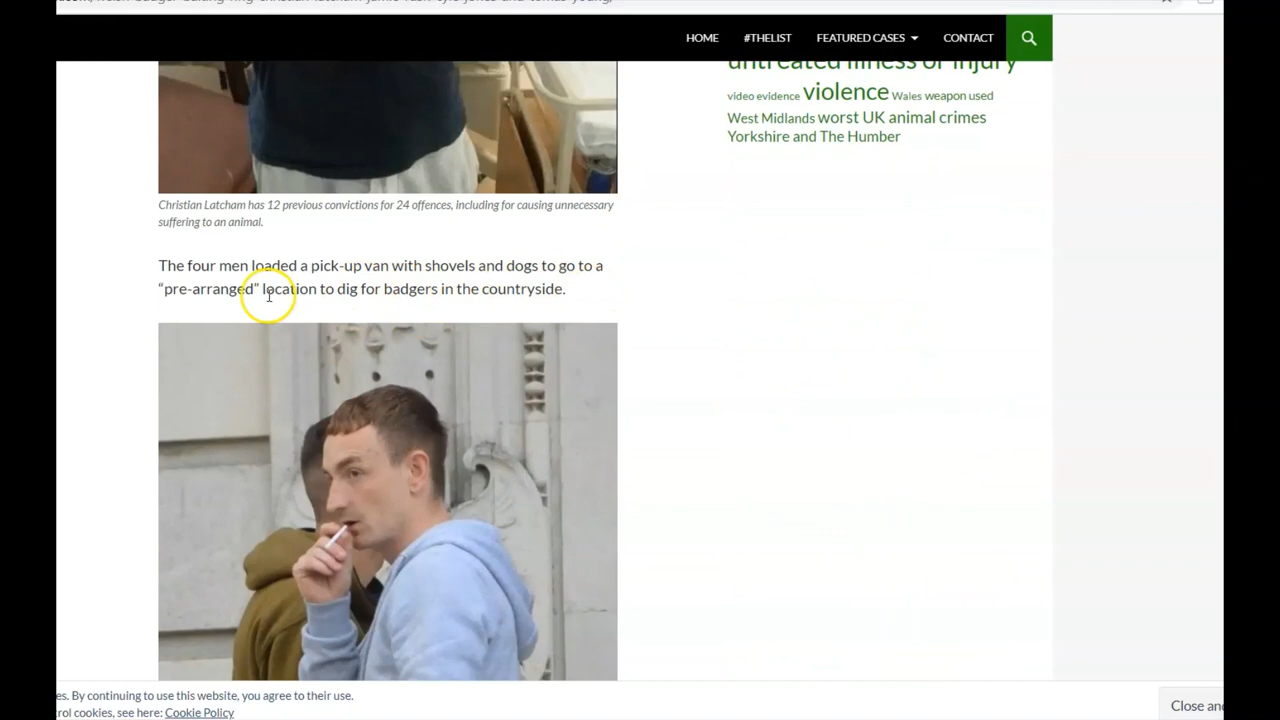 HOME #THELIST FEATURED CASES CONTACT
untreated illness or injury
video evidence violence Wales weapon used
West Midlands worst UK animal crimes
Yorkshire and The Humber
Christian Latcham has 12 previous convictions for 24 offences, including for causing unnecessary
suffering to an animal.
The four men loaded a pick-up van with shovels and dogs to go to a
“pre-arranged” location to dig for badgers in the countryside.
es. By continuing to use this website, you agree to their use.
rol cookies, see here: Cookie Policy
Close an